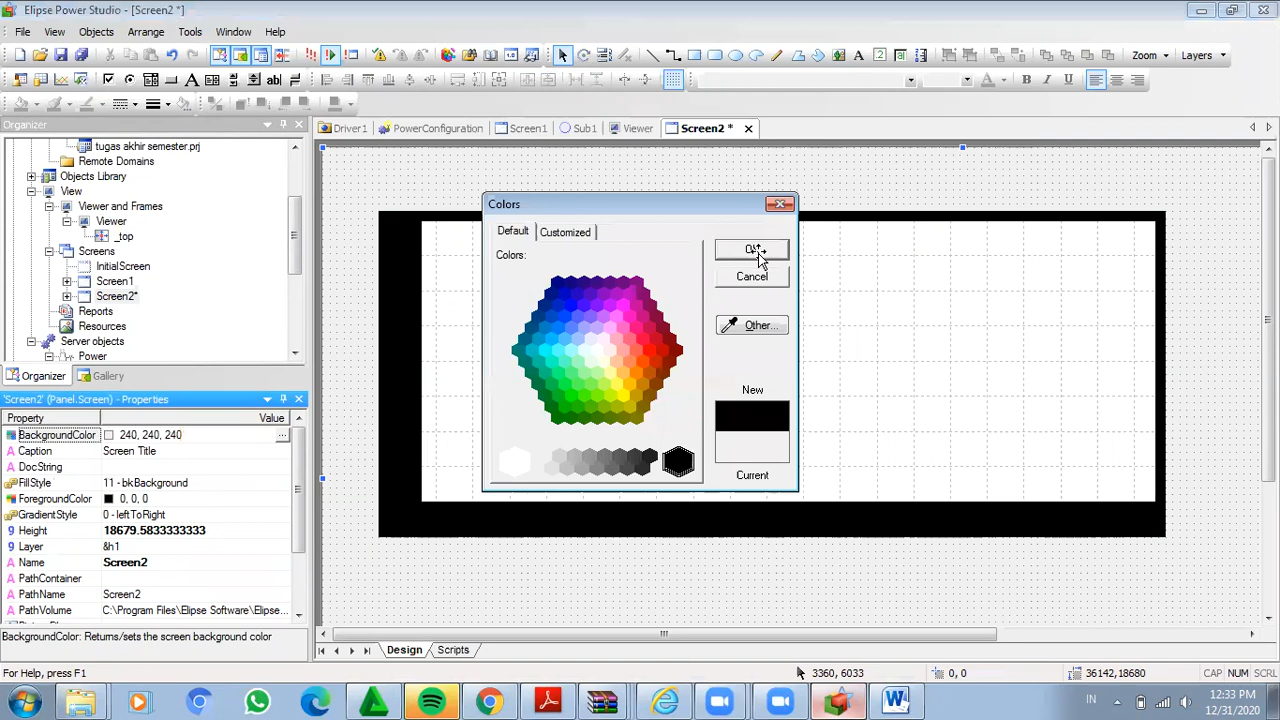 Elipse Power Studio - [Screen2 *]
File View Objects Arrange Tools Window Help
Zoom Layers
A B I U
Organizer
Driver1 PowerConfiguration Screen1 Sub1 Viewer Screen2 *
tugas akhir semester.prj
Remote Domains
Objects Library
View
Viewer and Frames
Viewer
_top
Screens
InitialScreen
Screen1
Screen2*
Reports
Resources
Server objects
Power
Organizer Gallery
'Screen2' (Panel.Screen) - Properties
Property Value
BackgroundColor 240, 240, 240 ...
Caption Screen Title
DocString
FillStyle 11 - bkBackground
ForegroundColor 0, 0, 0
GradientStyle 0 - leftToRight
Height 18679.5833333333
Layer &h1
Name Screen2
PathContainer
PathName Screen2
PathVolume C:\Program Files\Elipse Software\Elipse...
BackgroundColor: Returns/sets the screen background color
Colors
Default Customized
Colors:
OK
Cancel
Other...
New
Current
Design Scripts
For Help, press F1
3360, 6033 0, 0 36142,18680 CAP NUM SCRL
IN
12:33 PM
12/31/2020